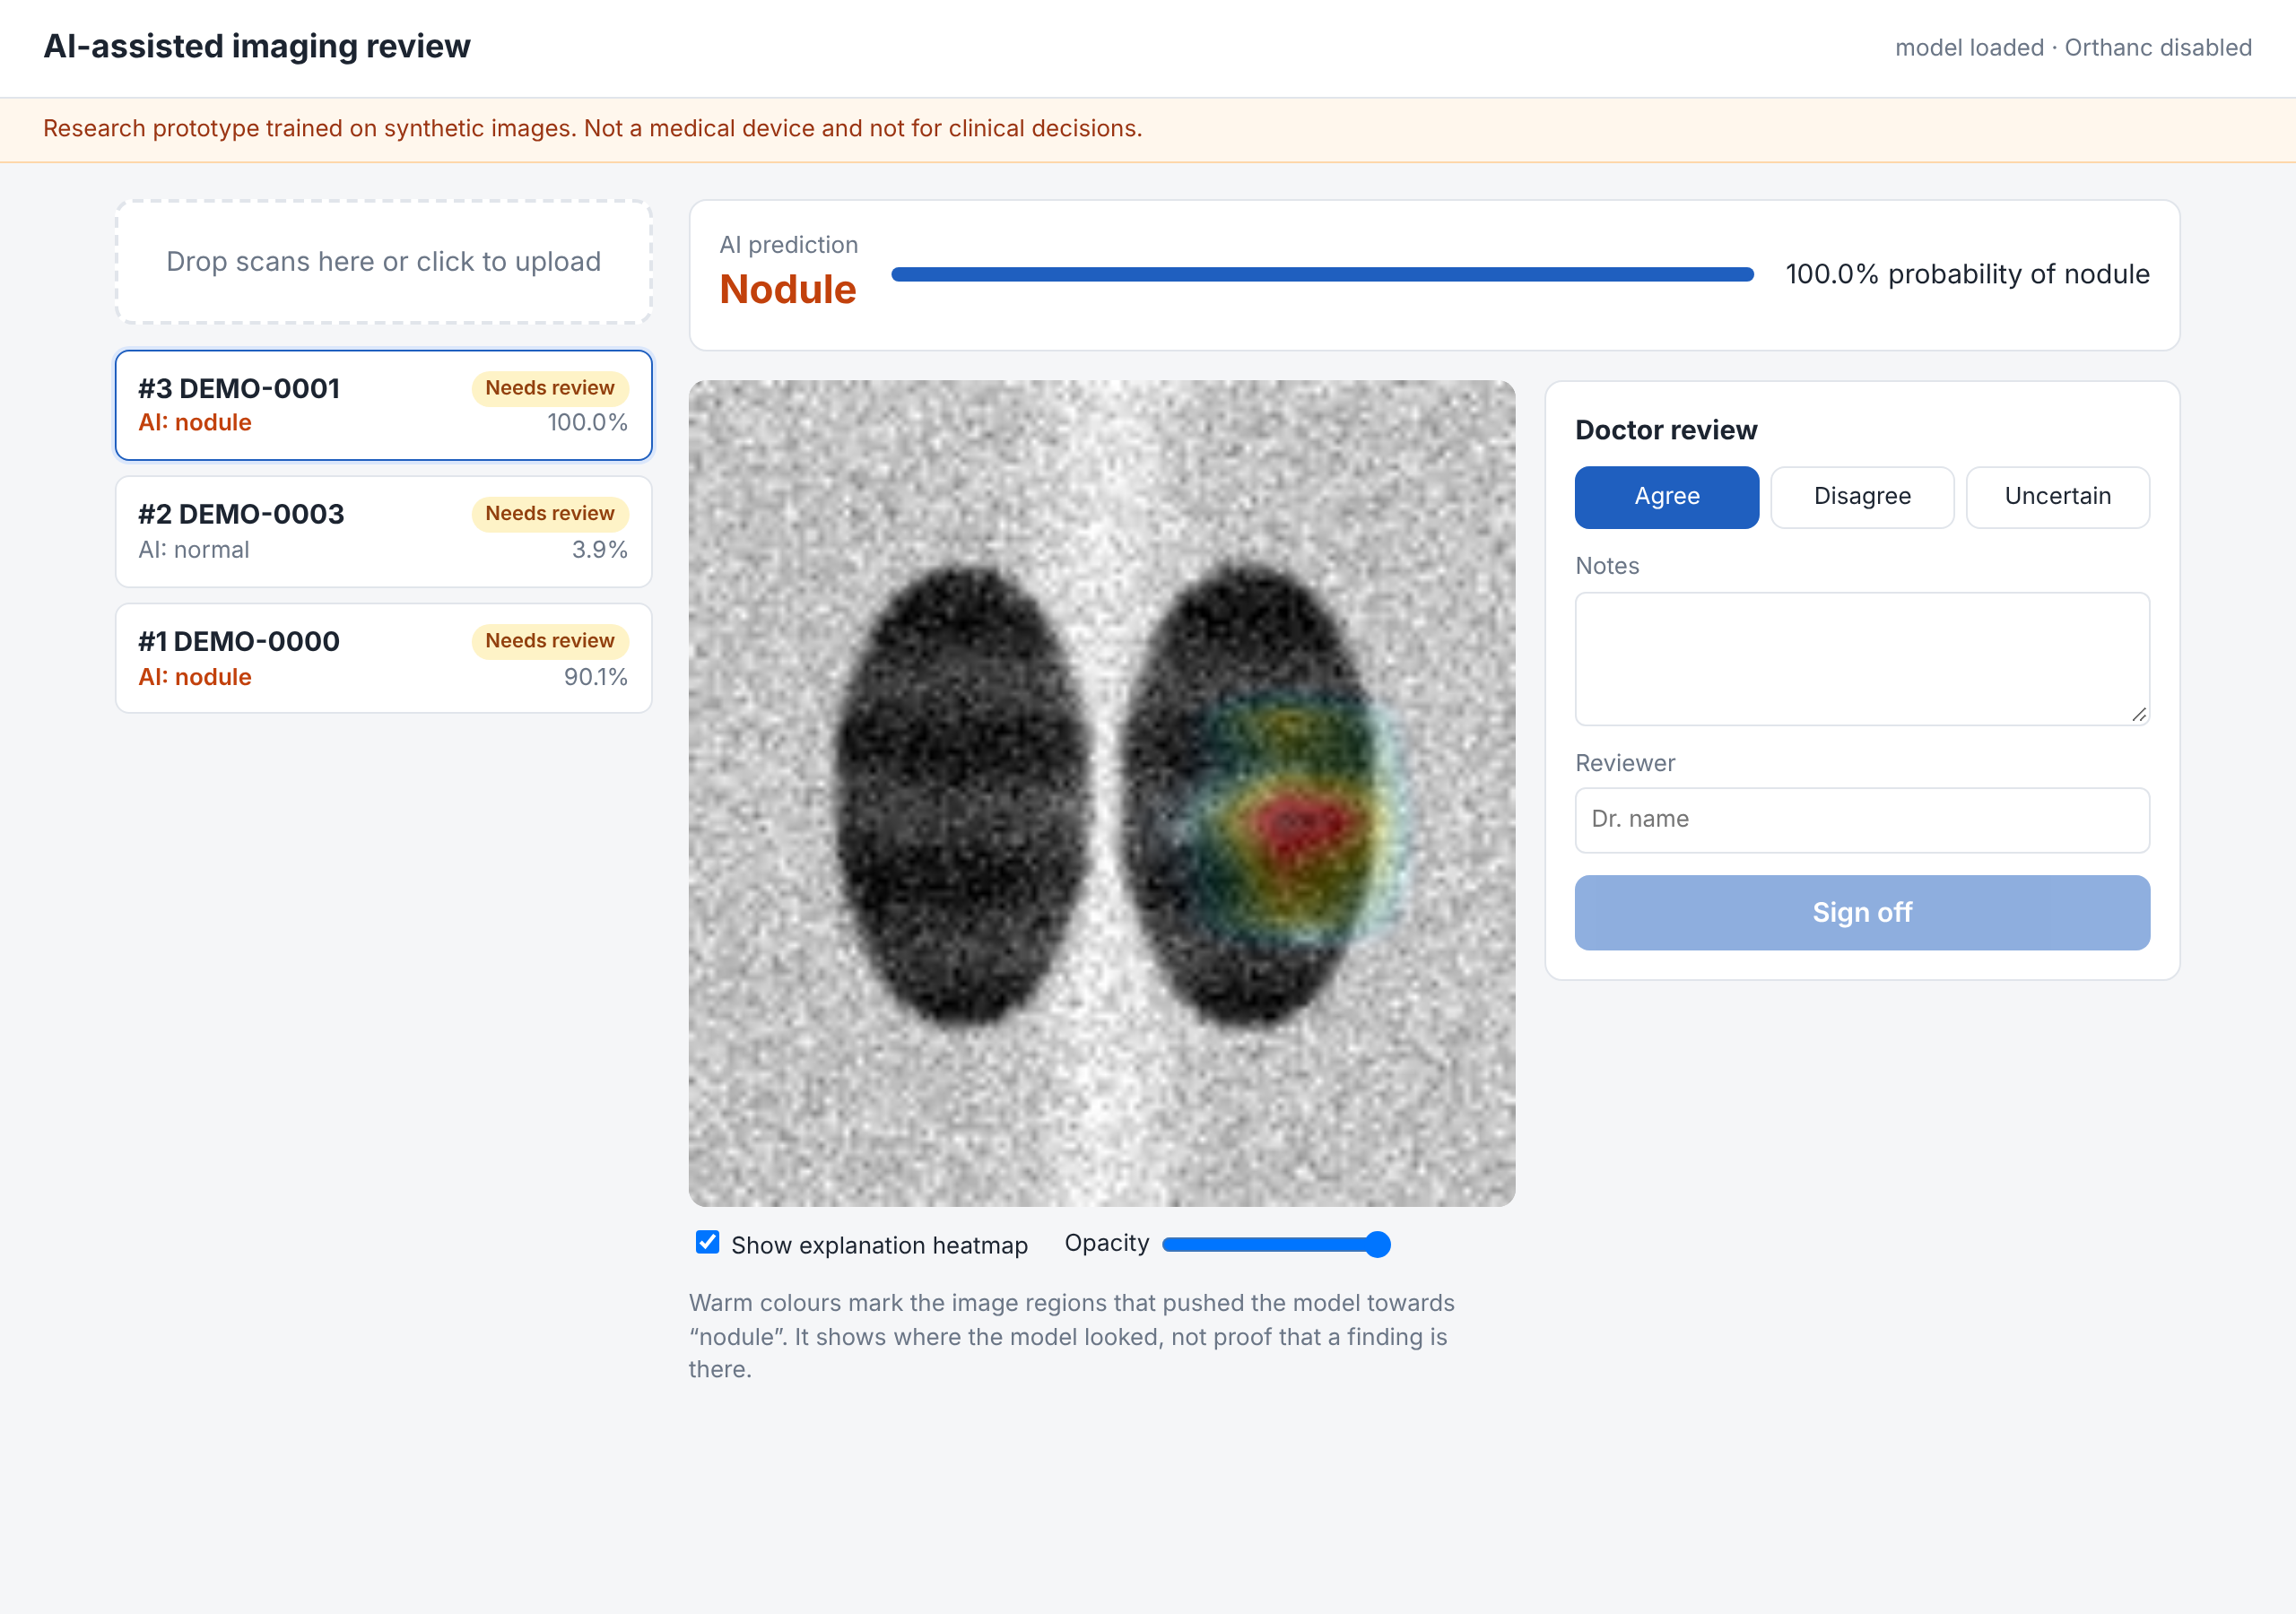 AI-assisted imaging review
model loaded · Orthanc disabled
Research prototype trained on synthetic images. Not a medical device and not for clinical decisions.
Drop scans here or click to upload
#3 DEMO-0001
Needs review
AI: nodule
100.0%
#2 DEMO-0003
Needs review
AI: normal
3.9%
#1 DEMO-0000
Needs review
AI: nodule
90.1%
AI prediction
Nodule
100.0% probability of nodule
Show explanation heatmap
Opacity
Warm colours mark the image regions that pushed the model towards
“nodule”. It shows where the model looked, not proof that a finding is
there.
Doctor review
Agree
Disagree
Uncertain
Notes
Reviewer
Dr. name
Sign off